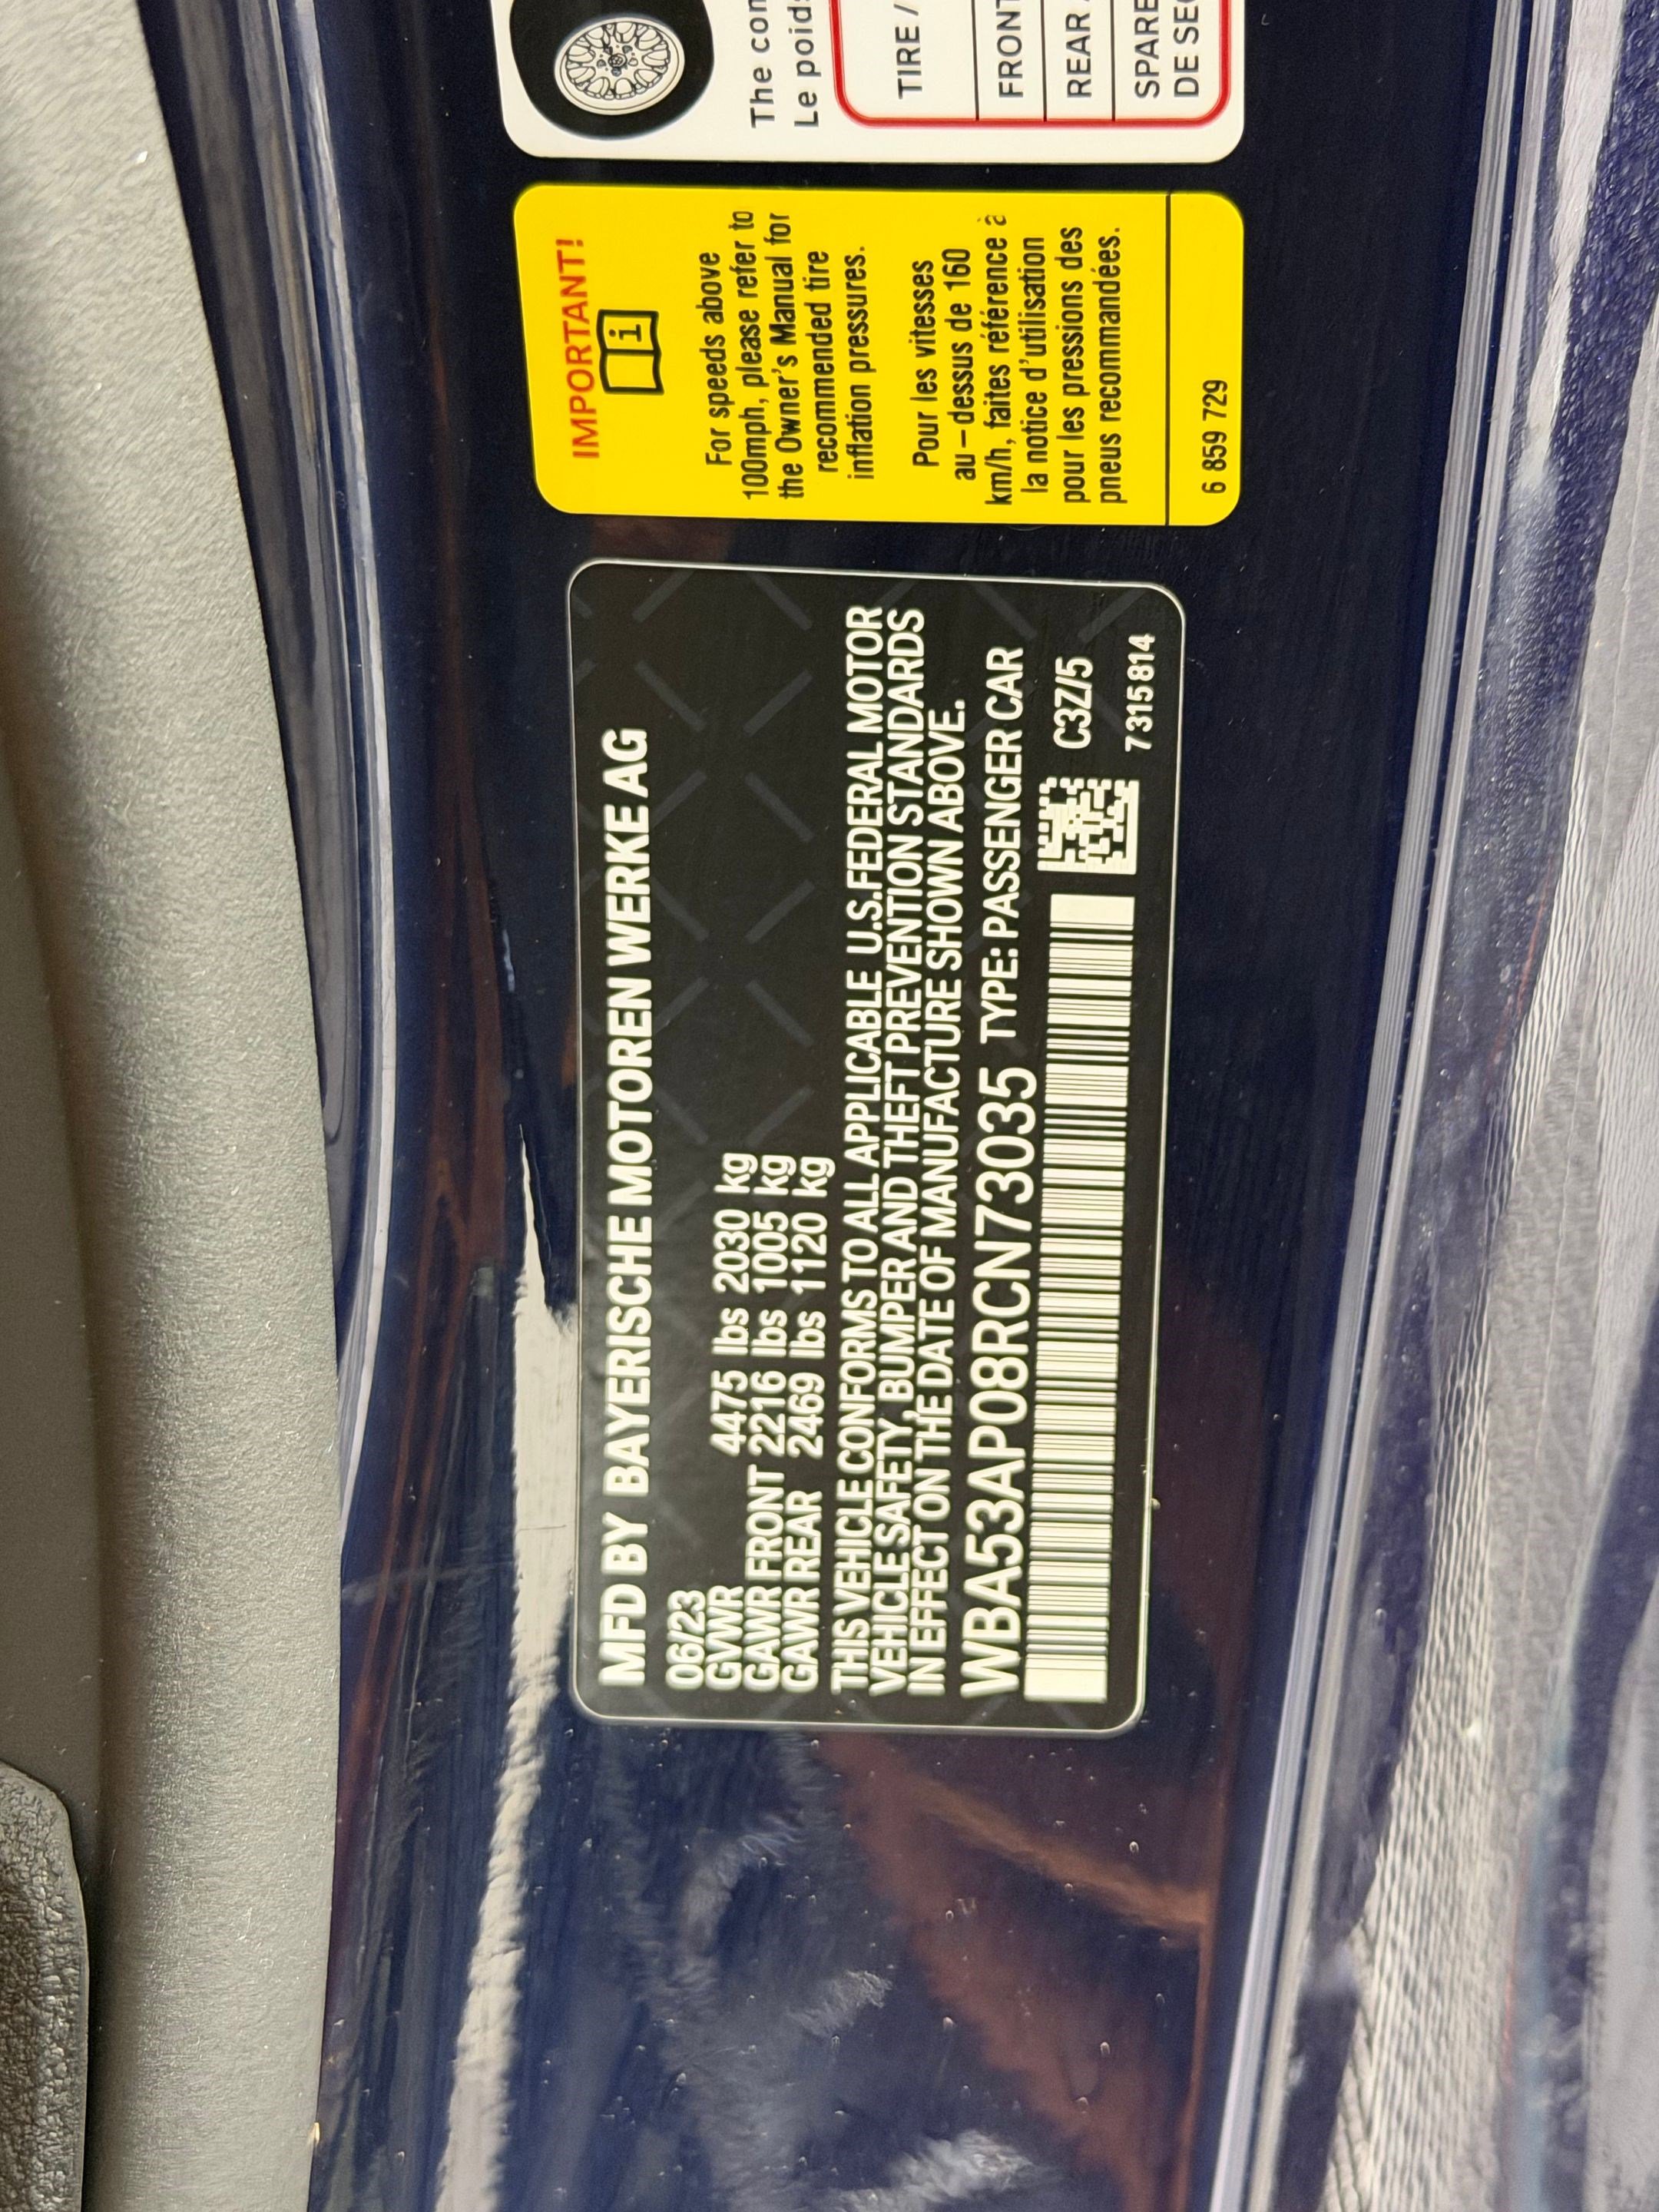 MFD BY BAYERISCHE MOTOREN WERKE AG
06/23
GVWR 4475 lbs 2030 kg
GAWR FRONT 2216 lbs 1005 kg
GAWR REAR 2469 lbs 1120 kg
THIS VEHICLE CONFORMS TO ALL APPLICABLE U.S.FEDERAL MOTOR
VEHICLE SAFETY, BUMPER AND THEFT PREVENTION STANDARDS
IN EFFECT ON THE DATE OF MANUFACTURE SHOWN ABOVE.
WBA53AP08RCN73035 TYPE: PASSENGER CAR
C3Z/5
7 315 814
IMPORTANT!
For speeds above
100mph, please refer to
the Owner's Manual for
recommended tire
inflation pressures.
Pour les vitesses
au-dessus de 160
km/h, faites référence à
la notice d'utilisation
pour les pressions des
pneus recommandées.
6 859 729
The
Le
TIRE /
FRONT
REAR
SPARE
DE